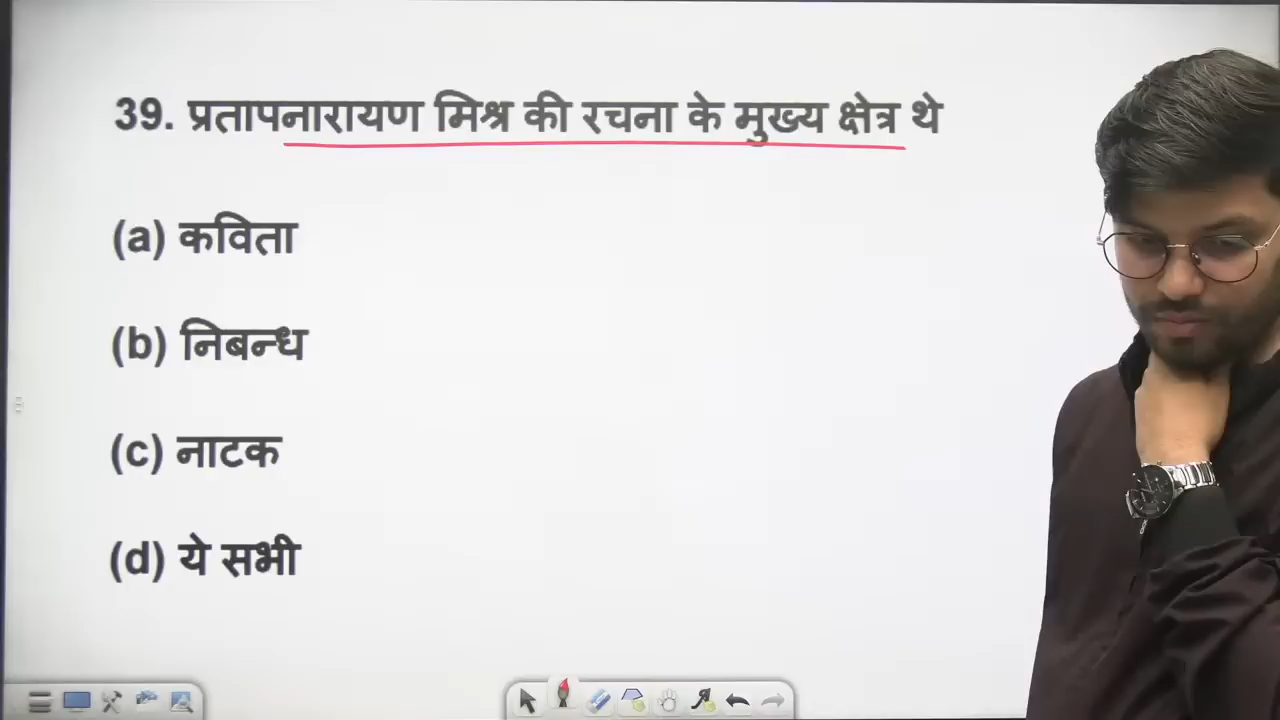 39. प्रतापनारायण मिश्र की रचना के मुख्य क्षेत्र थे
(a) कविता
(b) निबन्ध
(c) नाटक
(d) ये सभी